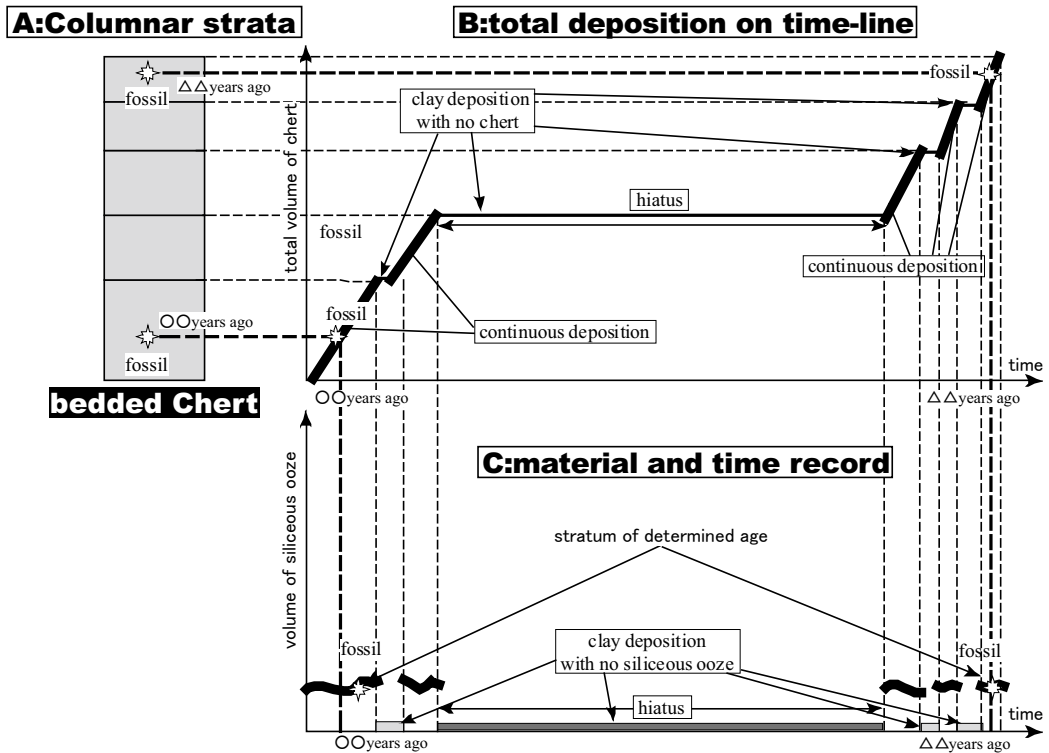 A:Columnar strata
B:total deposition on time-line
△△years ago
fossil
fossil
clay deposition
with no chert
total volume of chert
hiatus
fossil
continuous deposition
fossil
○○years ago
continuous deposition
fossil
time
bedded Chert
○○years ago
△△years ago
C:material and time record
volume of siliceous ooze
stratum of determined age
clay deposition
with no siliceous ooze
fossil
fossil
hiatus
time
○○years ago
△△years ago